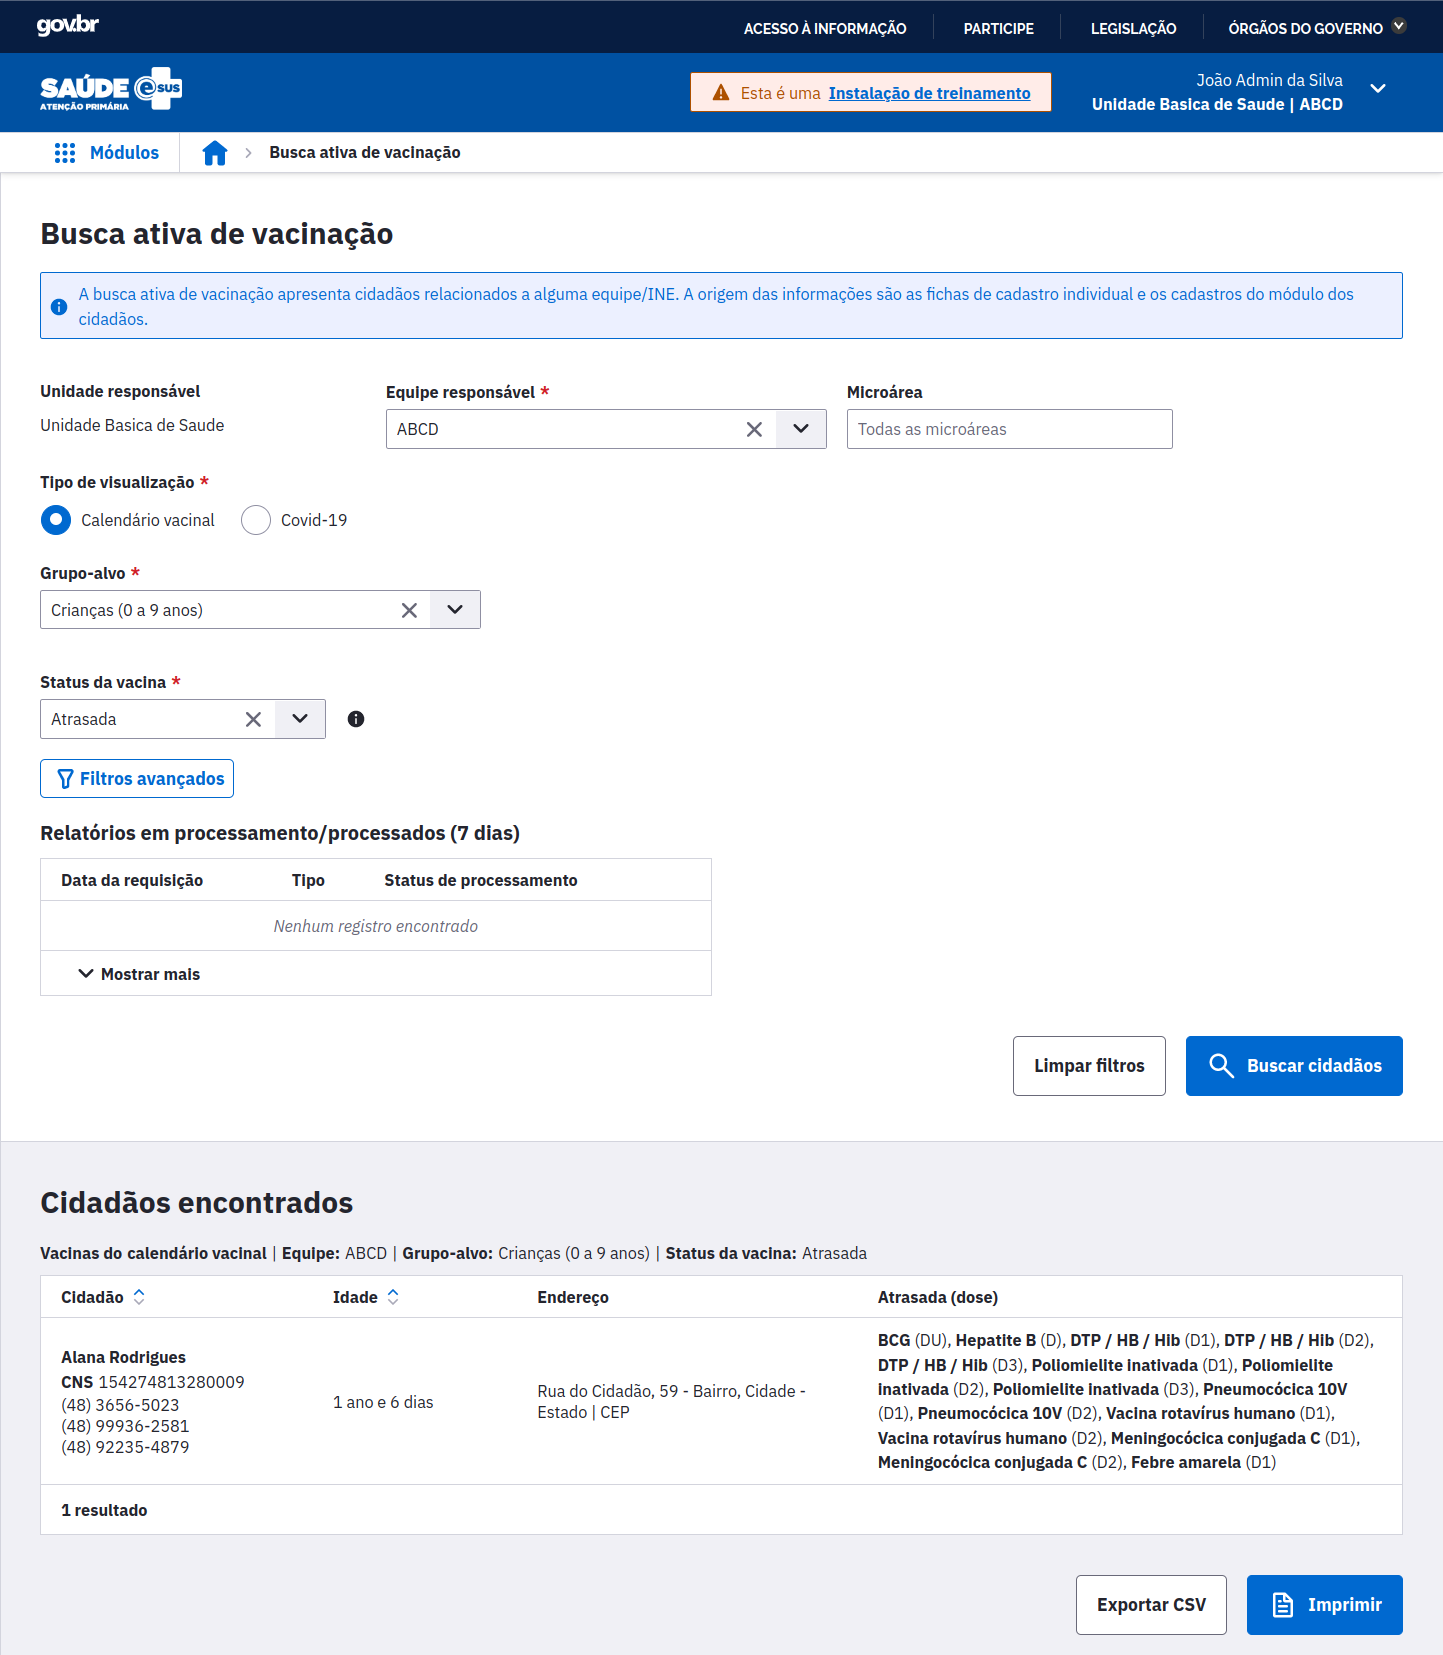 gov.br
ACESSO À INFORMAÇÃO
PARTICIPE
LEGISLAÇÃO
ÓRGÃOS DO GOVERNO
SAÚDE
ATENÇÃO PRIMÁRIA
e SUS
Esta é uma Instalação de treinamento
João Admin da Silva
Unidade Basica de Saude | ABCD
Módulos
Busca ativa de vacinação
Busca ativa de vacinação
A busca ativa de vacinação apresenta cidadãos relacionados a alguma equipe/INE. A origem das informações são as fichas de cadastro individual e os cadastros do módulo dos
cidadãos.
Unidade responsável
Unidade Basica de Saude
Equipe responsável *
ABCD
Microárea
Todas as microáreas
Tipo de visualização *
Calendário vacinal
Covid-19
Grupo-alvo *
Crianças (0 a 9 anos)
Status da vacina *
Atrasada
Filtros avançados
Relatórios em processamento/processados (7 dias)
Data da requisição Tipo Status de processamento
Nenhum registro encontrado
Mostrar mais
Limpar filtros
Buscar cidadãos
Cidadãos encontrados
Vacinas do calendário vacinal | Equipe: ABCD | Grupo-alvo: Crianças (0 a 9 anos) | Status da vacina: Atrasada
Cidadão Idade Endereço Atrasada (dose)
Alana Rodrigues
CNS 154274813280009
(48) 3656-5023
(48) 99936-2581
(48) 92235-4879
1 ano e 6 dias
Rua do Cidadão, 59 - Bairro, Cidade -
Estado | CEP
BCG (DU), Hepatite B (D), DTP / HB / Hib (D1), DTP / HB / Hib (D2),
DTP / HB / Hib (D3), Poliomielite inativada (D1), Poliomielite
inativada (D2), Poliomielite inativada (D3), Pneumocócica 10V
(D1), Pneumocócica 10V (D2), Vacina rotavírus humano (D1),
Vacina rotavírus humano (D2), Meningocócica conjugada C (D1),
Meningocócica conjugada C (D2), Febre amarela (D1)
1 resultado
Exportar CSV
Imprimir